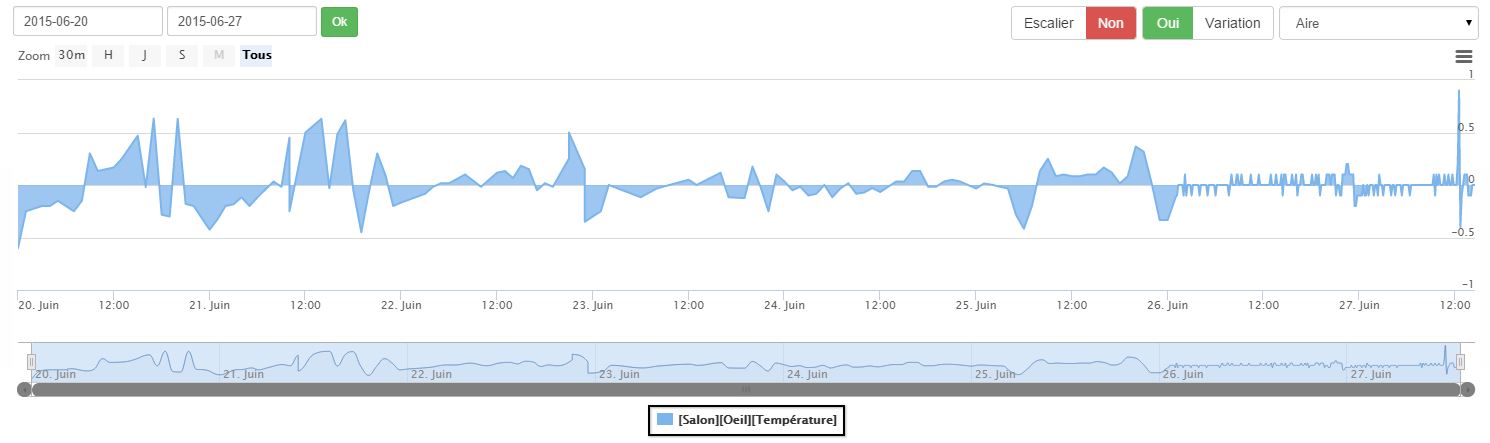 2015-06-20 2015-06-27 Ok Escalier Non Oui Variation Aire
Zoom 30m H J S M Tous
1
0.5
0
-0.5
-1
20. Juin 12:00 21. Juin 12:00 22. Juin 12:00 23. Juin 12:00 24. Juin 12:00 25. Juin 12:00 26. Juin 12:00 27. Juin 12:00
20. Juin 21. Juin 22. Juin 23. Juin 24. Juin 25. Juin 26. Juin 27. Juin
[Salon][Oeil][Température]